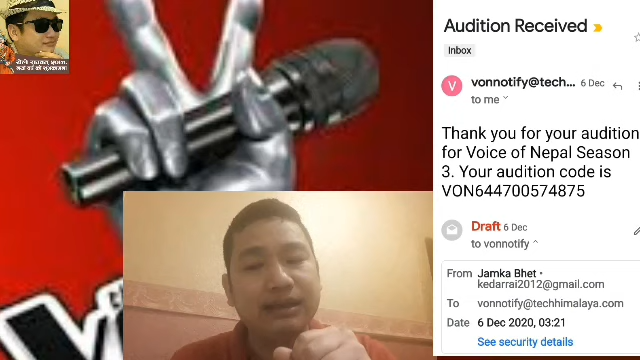 Audition Received
Inbox
V
vonnotify@tech... 6 Dec
to me
Thank you for your audition
for Voice of Nepal Season
3. Your audition code is
VON644700574875
Draft 6 Dec
to vonnotify
From Jamka Bhet •
kedarrai2012@gmail.com
To vonnotify@techhimalaya.com
Date 6 Dec 2020, 03:21
See security details